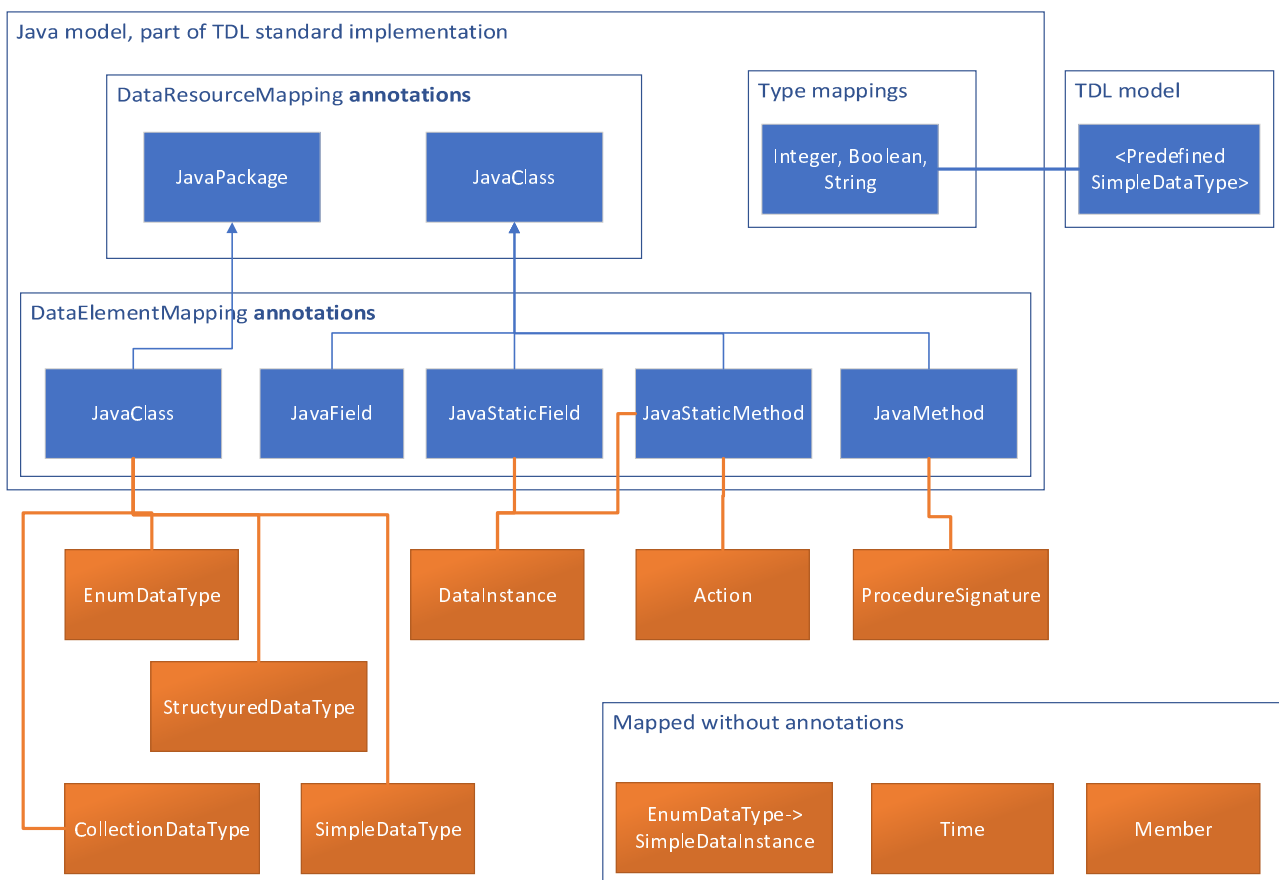 Java model, part of TDL standard implementation
DataResourceMapping annotations
Type mappings
TDL model
JavaPackage
JavaClass
Integer, Boolean,
String
<Predefined
SimpleDataType>
DataElementMapping annotations
JavaClass
JavaField
JavaStaticField
JavaStaticMethod
JavaMethod
EnumDataType
DataInstance
Action
ProcedureSignature
StructyuredDataType
Mapped without annotations
CollectionDataType
SimpleDataType
EnumDataType->
SimpleDataInstance
Time
Member